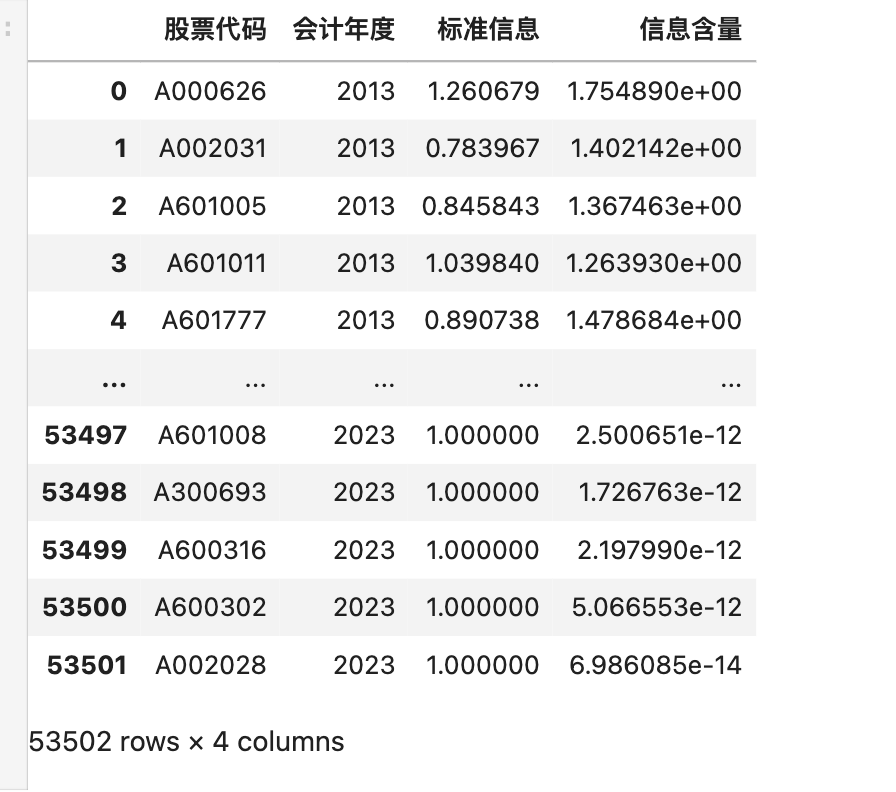 股票代码 会计年度 标准信息 信息含量
0 A000626 2013 1.260679 1.754890e+00
1 A002031 2013 0.783967 1.402142e+00
2 A601005 2013 0.845843 1.367463e+00
3 A601011 2013 1.039840 1.263930e+00
4 A601777 2013 0.890738 1.478684e+00
... ... ... ... ...
53497 A601008 2023 1.000000 2.500651e-12
53498 A300693 2023 1.000000 1.726763e-12
53499 A600316 2023 1.000000 2.197990e-12
53500 A600302 2023 1.000000 5.066553e-12
53501 A002028 2023 1.000000 6.986085e-14
53502 rows × 4 columns